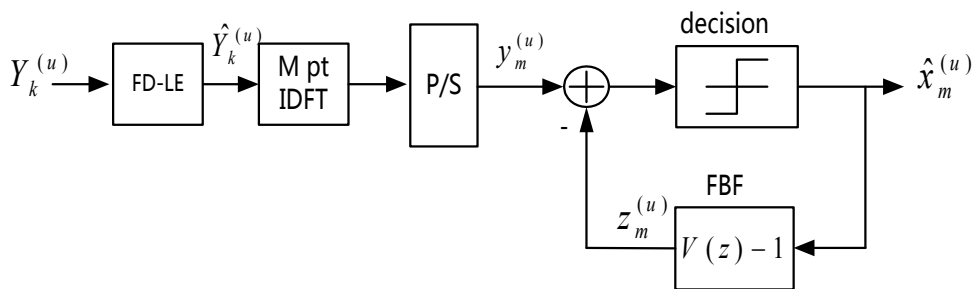 decision
Y_k^{(u)}
FD-LE
Ŷ_k^{(u)}
M pt
IDFT
P/S
y_m^{(u)}
-
x̂_m^{(u)}
FBF
z_m^{(u)}
V(z)-1